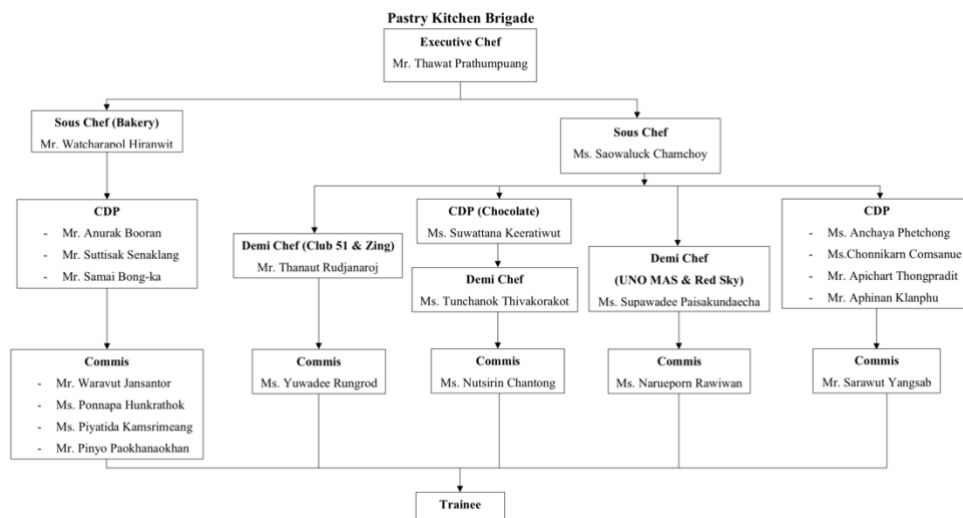 Pastry Kitchen Brigade
Executive Chef
Mr. Thawat Prathumpuang
Sous Chef (Bakery)
Mr. Watcharanol Hiranwit
Sous Chef
Ms. Saowaluck Chamchoy
CDP
- Mr. Anurak Booran
- Mr. Suttisak Senaklang
- Mr. Samai Bong-ka
Demi Chef (Club 51 & Zing)
Mr. Thanaut Rudjanaroj
CDP (Chocolate)
Ms. Suwattana Keeratiwut
Demi Chef
Ms. Tunchanok Thivakorakot
Demi Chef
(UNO MAS & Red Sky)
Ms. Supawadee Paisakundaecha
CDP
- Ms. Anchaya Phetchong
- Ms.Chonnikarn Comsanue
- Mr. Apichart Thongpradit
- Mr. Aphinan Klanphu
Commis
- Mr. Waravut Jansantor
- Ms. Ponnapa Hunkrathok
- Ms. Piyatida Kamsrimeang
- Mr. Pinyo Paokhanaokhan
Commis
Ms. Yuwadee Rungrod
Commis
Ms. Nutsirin Chantong
Commis
Ms. Narueporn Rawiwan
Commis
Mr. Sarawut Yangsab
Trainee